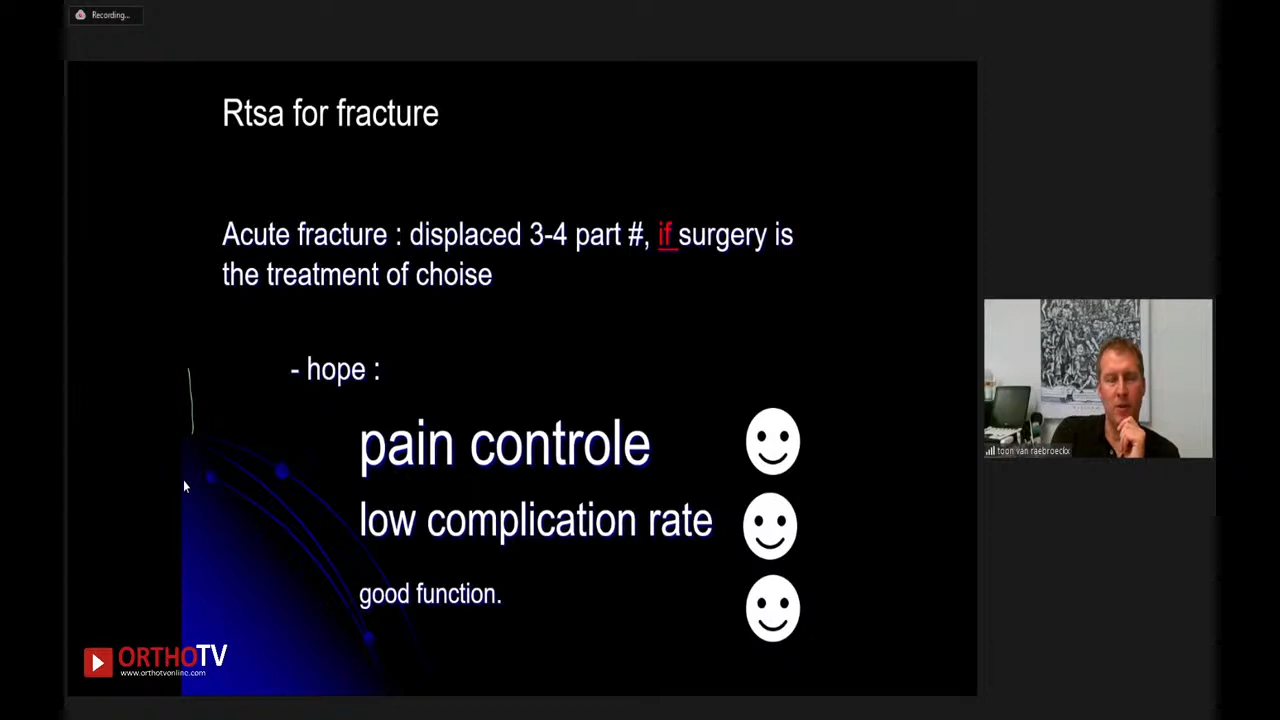 Recording...
Rtsa for fracture
Acute fracture : displaced 3-4 part #, if surgery is
the treatment of choise
- hope :
pain controle
low complication rate
good function.
toon van raebroeckx
ORTHOTV
www.orthotvonline.com